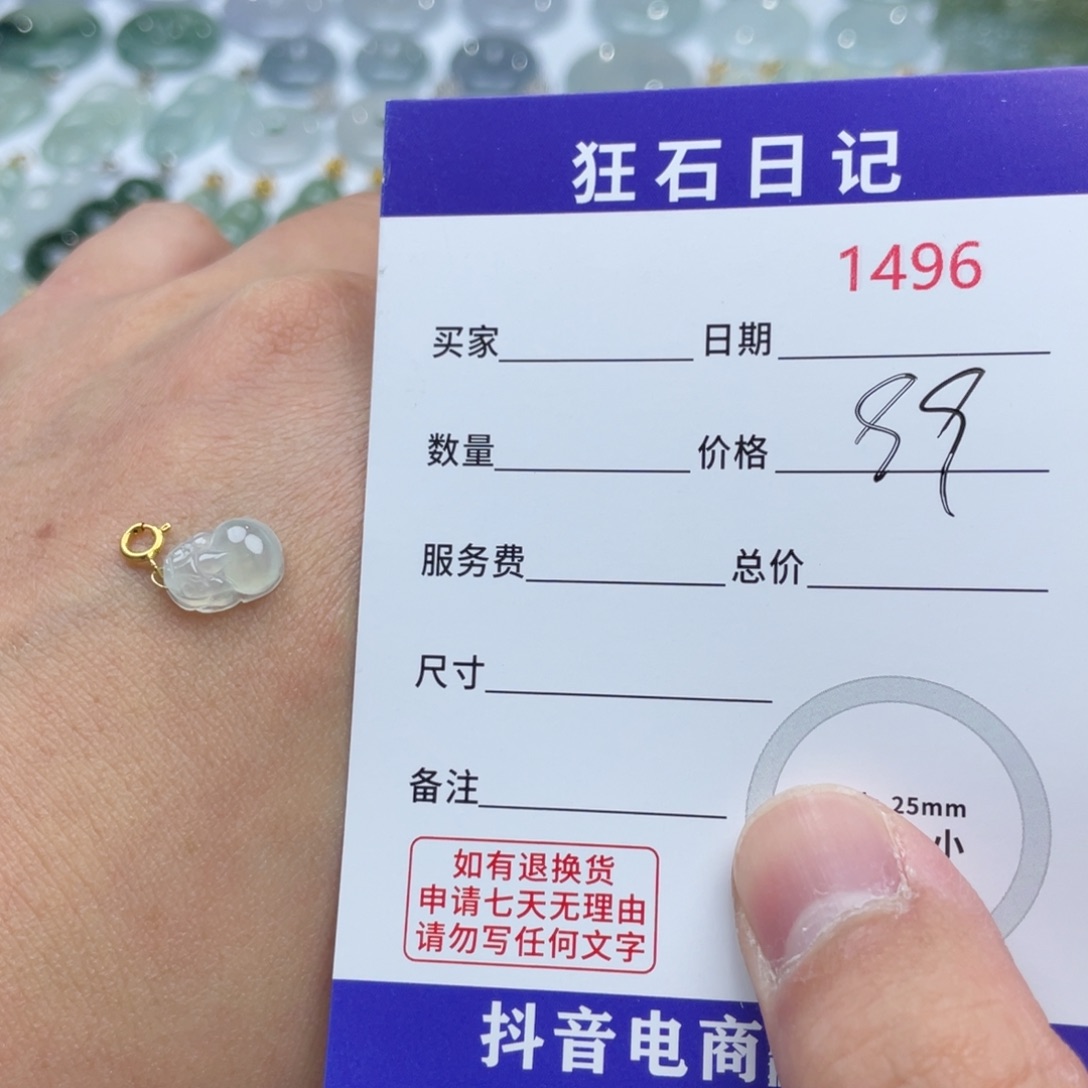 狂石日记
1496
买家 日期
数量 价格 99
服务费 总价
尺寸
备注
25mm
小
如有退换货
申请七天无理由
请勿写任何文字
抖音电商